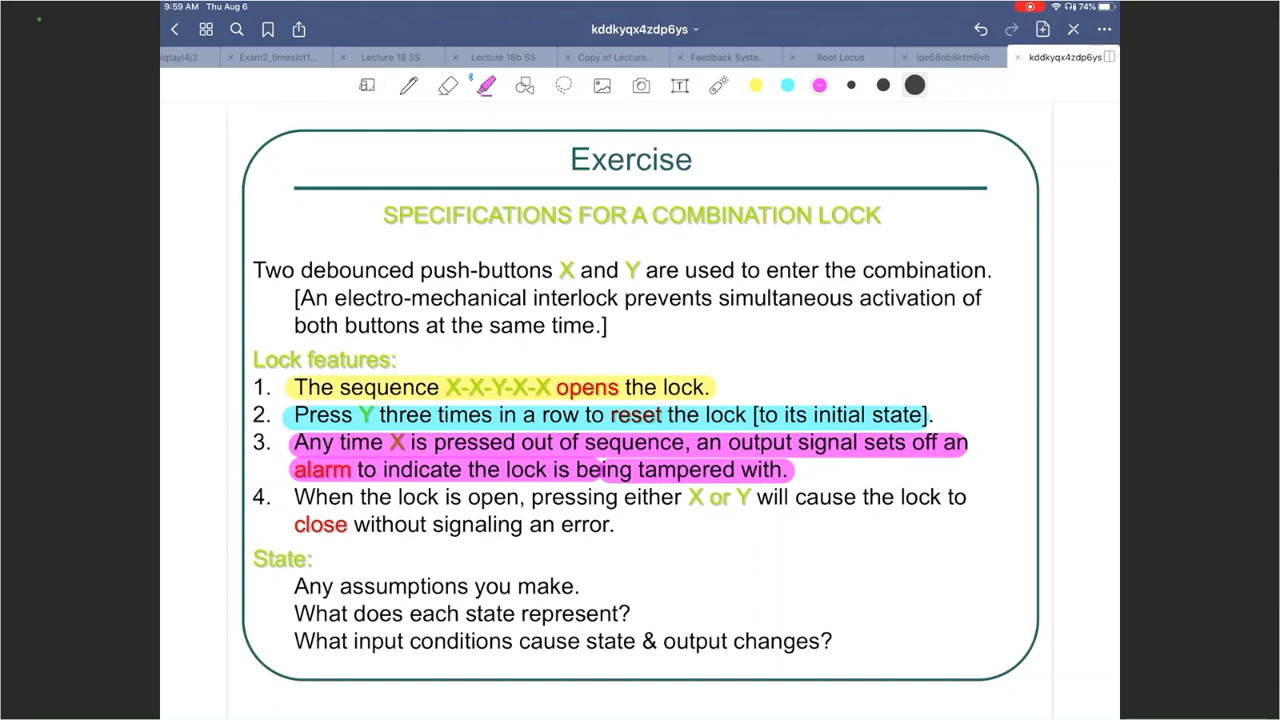 9:59 AM Thu Aug 6
74%
kddkyqx4zdp6ys
lqtayl4j2
Exam2_timeslot1...
Lecture 18 SS
Lecture 18b SS
Copy of Lecture...
Feedback Syste...
Root Locus
jge58ob8ktm6vb
kddkyqx4zdp6ys
Exercise
SPECIFICATIONS FOR A COMBINATION LOCK
Two debounced push-buttons X and Y are used to enter the combination.
[An electro-mechanical interlock prevents simultaneous activation of
both buttons at the same time.]
Lock features:
1. The sequence X-X-Y-X-X opens the lock.
2. Press Y three times in a row to reset the lock [to its initial state].
3. Any time X is pressed out of sequence, an output signal sets off an
alarm to indicate the lock is being tampered with.
4. When the lock is open, pressing either X or Y will cause the lock to
close without signaling an error.
State:
Any assumptions you make.
What does each state represent?
What input conditions cause state & output changes?